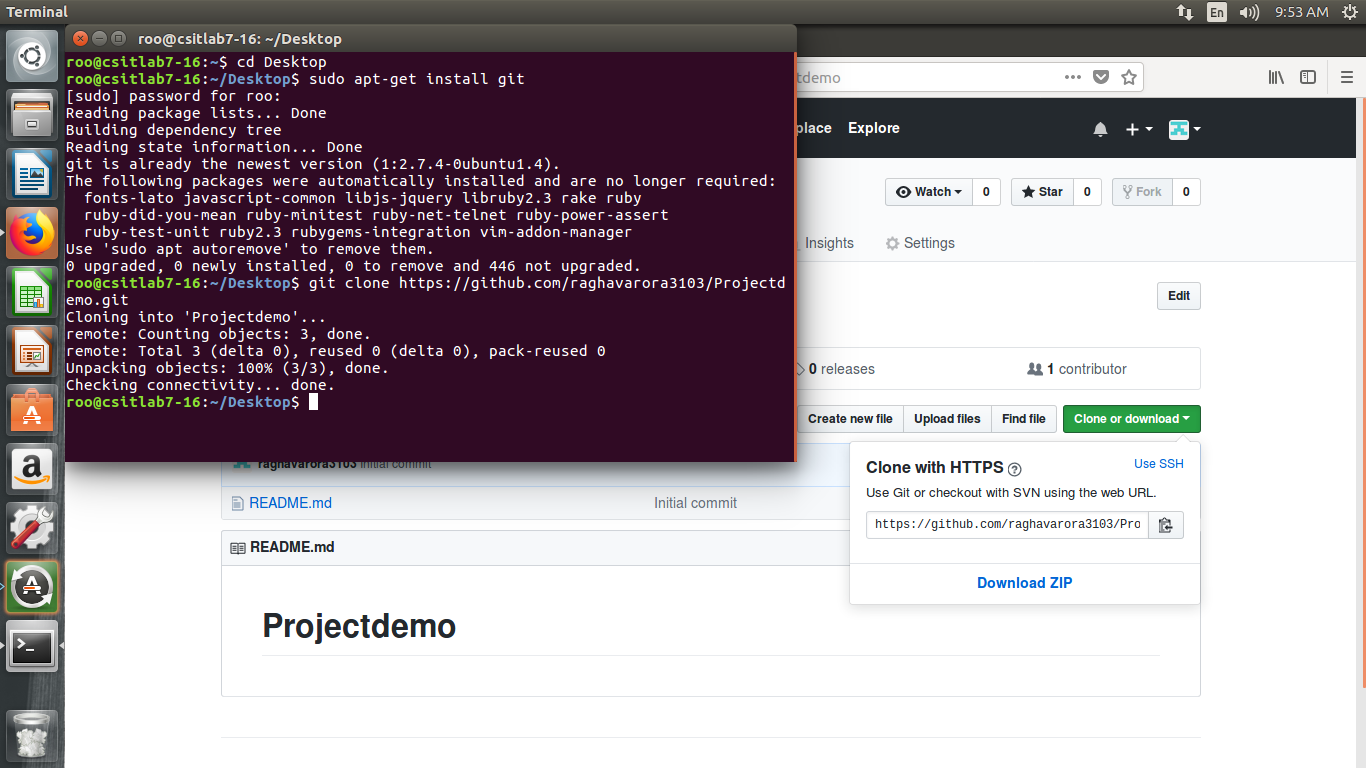 Terminal
En
9:53 AM
roo@csitlab7-16: ~/Desktop
roo@csitlab7-16:~$ cd Desktop
roo@csitlab7-16:~/Desktop$ sudo apt-get install git
[sudo] password for roo:
Reading package lists... Done
Building dependency tree
Reading state information... Done
git is already the newest version (1:2.7.4-0ubuntu1.4).
The following packages were automatically installed and are no longer required:
fonts-lato javascript-common libjs-jquery libruby2.3 rake ruby
ruby-did-you-mean ruby-minitest ruby-net-telnet ruby-power-assert
ruby-test-unit ruby2.3 rubygems-integration vim-addon-manager
Use 'sudo apt autoremove' to remove them.
0 upgraded, 0 newly installed, 0 to remove and 446 not upgraded.
roo@csitlab7-16:~/Desktop$ git clone https://github.com/raghavarora3103/Projectd
emo.git
Cloning into 'Projectdemo'...
remote: Counting objects: 3, done.
remote: Total 3 (delta 0), reused 0 (delta 0), pack-reused 0
Unpacking objects: 100% (3/3), done.
Checking connectivity... done.
roo@csitlab7-16:~/Desktop$
tdemo
place Explore
Watch 0 Star 0 Fork 0
Insights Settings
Edit
0 releases 1 contributor
Create new file Upload files Find file Clone or download
raghavarora3103 Initial commit
README.md Initial commit
Clone with HTTPS
Use SSH
Use Git or checkout with SVN using the web URL.
https://github.com/raghavarora3103/Pro
Download ZIP
README.md
Projectdemo